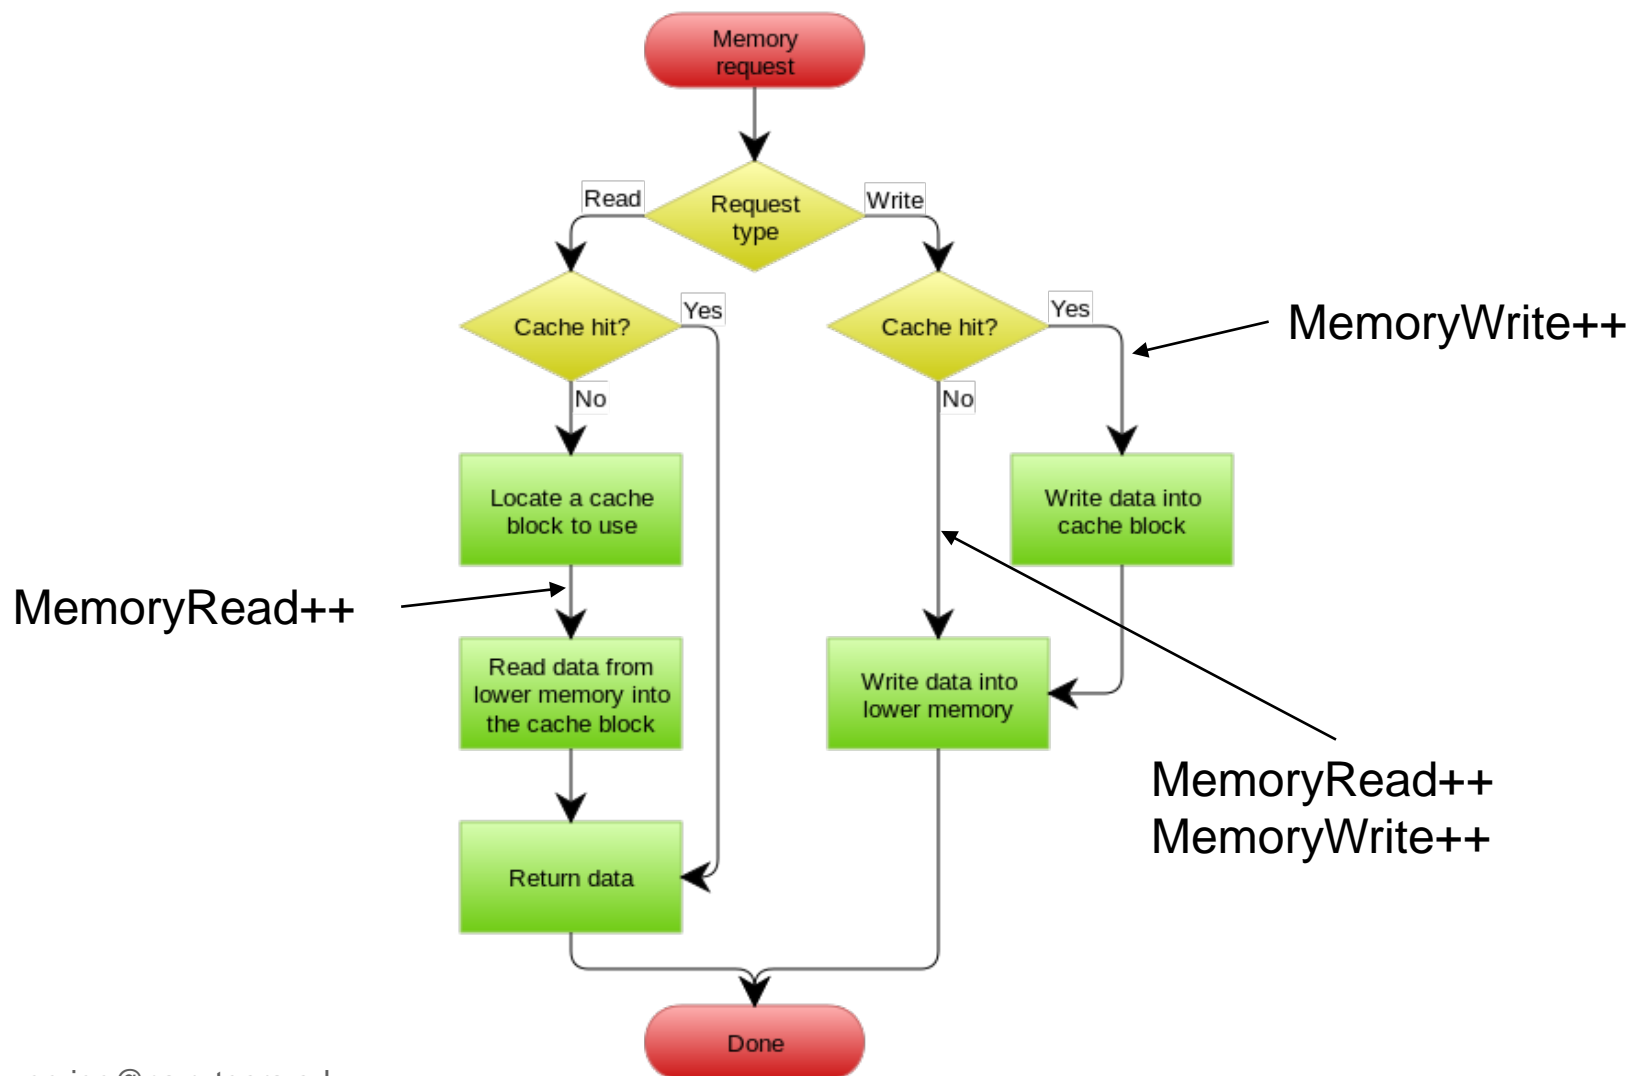 Memory
request
Read
Request
type
Write
Cache hit?
Yes
Cache hit?
Yes
MemoryWrite++
No
No
Locate a cache
block to use
Write data into
cache block
MemoryRead++
Read data from
lower memory into
the cache block
Write data into
lower memory
MemoryRead++
MemoryWrite++
Return data
Done